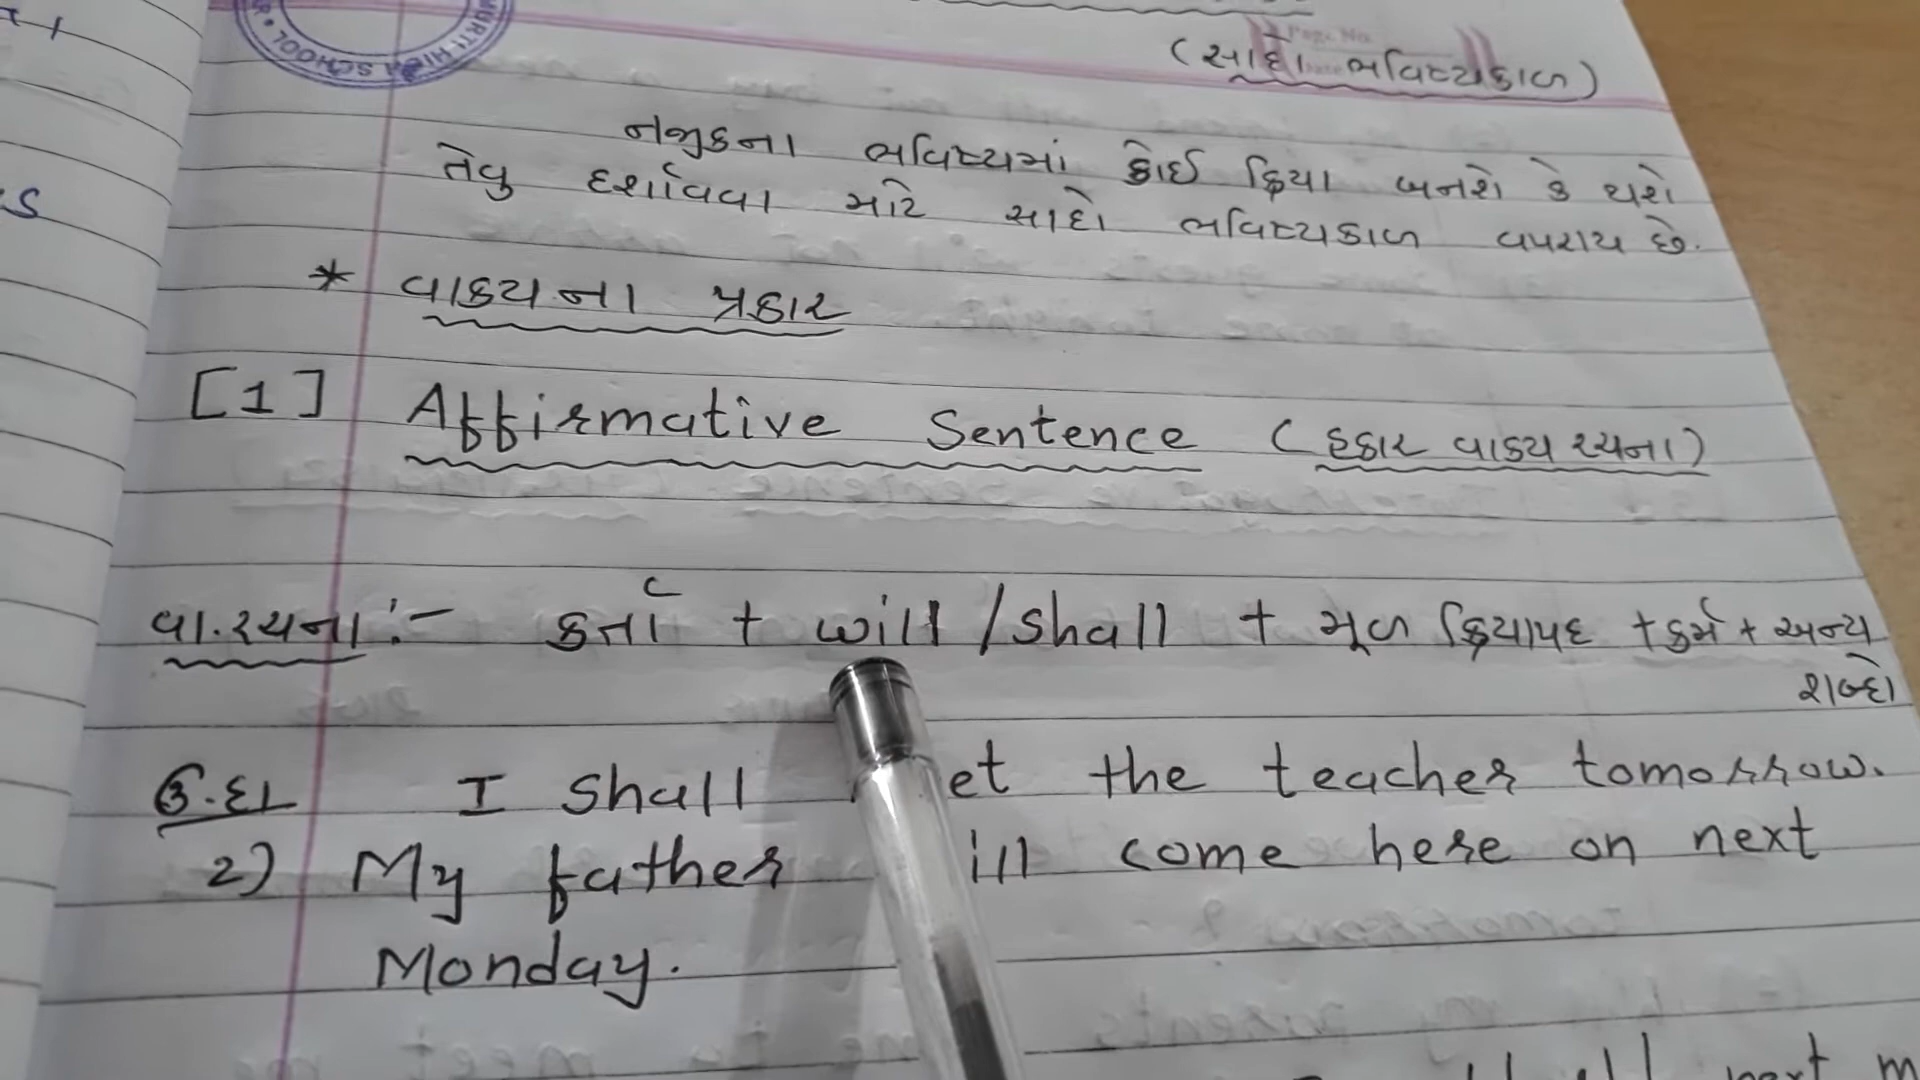 (સાદો ભવિષ્યકાળ)
નજીકના ભવિષ્યમાં કોઈ ક્રિયા બનશે કે થશે
તેવુ દર્શાવવા માટે સાદો ભવિષ્યકાળ વપરાય છે.
* વાક્યના પ્રકાર
[1] Affirmative Sentence (હકાર વાક્ય રચના)
વા.રચના :- કર્તા + will / shall + મૂળ ક્રિયાપદ + કર્મ + અન્ય
શબ્દો
ઉ.દા I shall et the teacher tomorrow.
2) My father ill come here on next
Monday.
next m